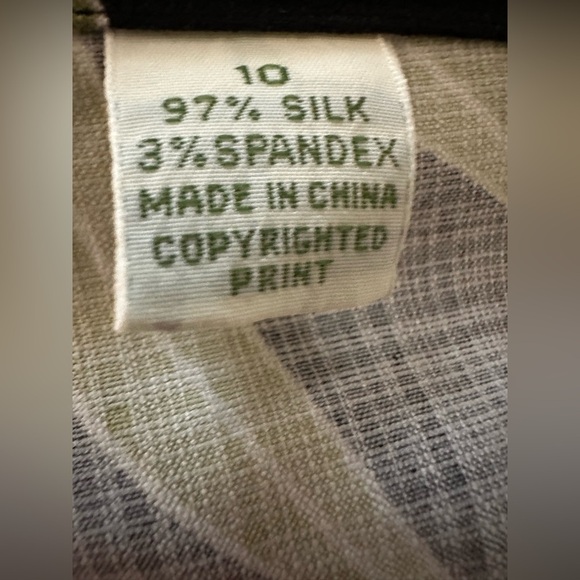 10
97% SILK
3% SPANDEX
MADE IN CHINA
COPYRIGHTED
PRINT